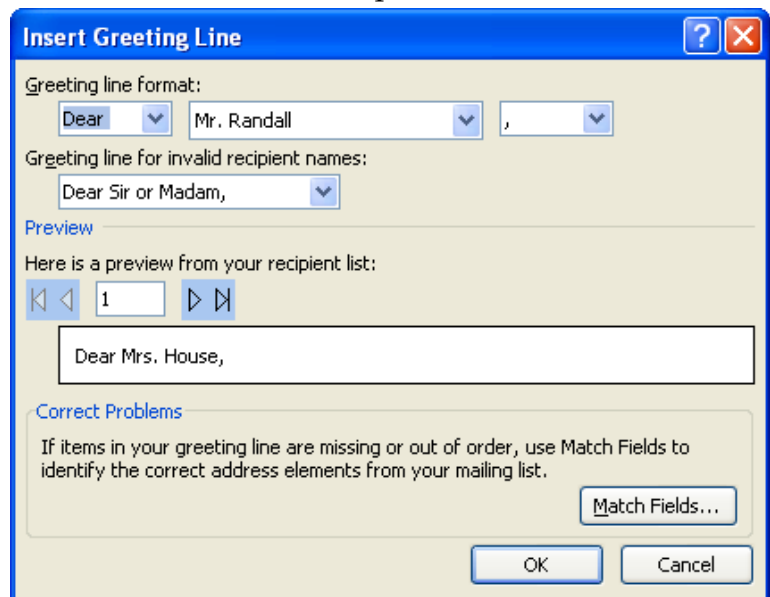 Insert Greeting Line
Greeting line format:
Dear Mr. Randall ,
Greeting line for invalid recipient names:
Dear Sir or Madam,
Preview
Here is a preview from your recipient list:
1
Dear Mrs. House,
Correct Problems
If items in your greeting line are missing or out of order, use Match Fields to
identify the correct address elements from your mailing list.
Match Fields...
OK Cancel